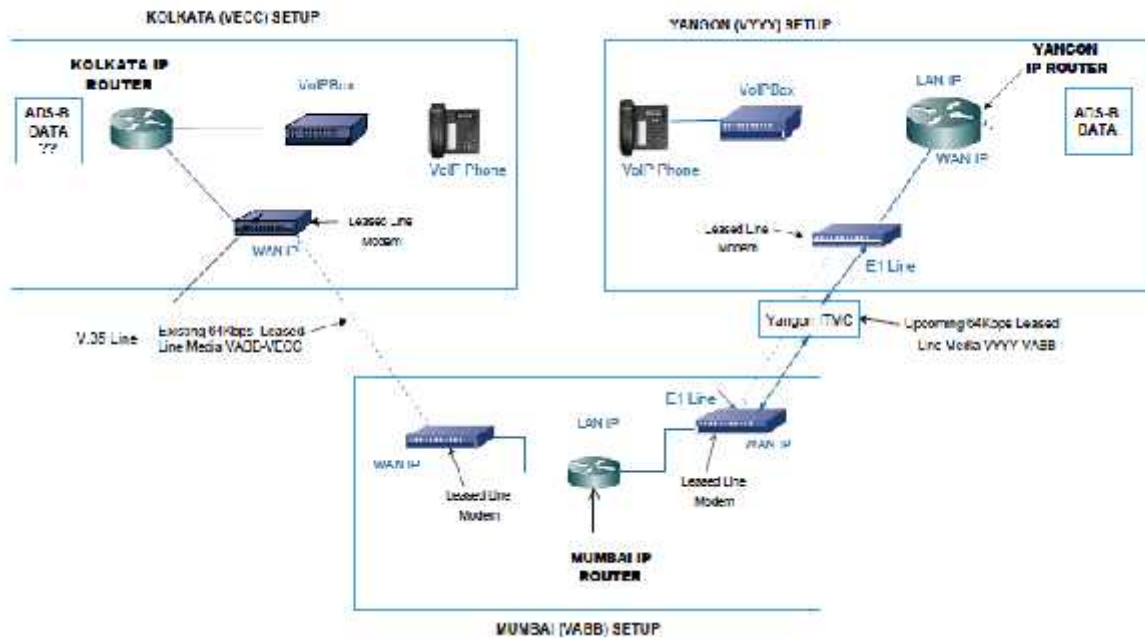 KOLKATA (VECC) SETUP
KOLKATA IP
ROUTER
ADS-B
DATA
??
VoIPBox
VoIP Phone
Leased Line
Modem
WAN IP
V.35 Line
Existing 64Kbps Leased
Line Media VABB-VECC
YANGON (VYYY) SETUP
YANGON
IP ROUTER
LAN IP
VoIPBox
ADS-B
DATA
VoIP Phone
WAN IP
Leased Line
Modem
E1 Line
Yangon ITMC
Upcoming 64Kbps Leased
Line Media VYYY-VABB
E1 Line
LAN IP
WAN IP
WAN IP
Leased Line
Modem
Leased Line
Modem
MUMBAI IP
ROUTER
MUMBAI (VABB) SETUP